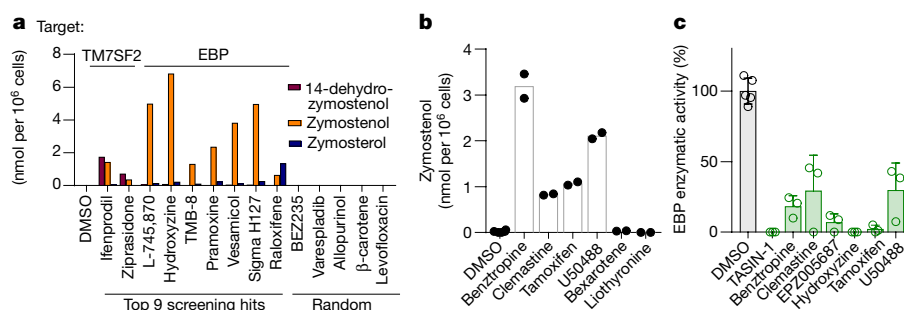 a Target:
TM7SF2 EBP
(nmol per 10⁶ cells)
8
6
4
2
0
14-dehydro-
zymostenol
Zymostenol
Zymosterol
DMSO
Ifenprodil
Ziprasidone
L-745,870
Hydroxyzine
TMB-8
Pramoxine
Vesamicol
Sigma H127
Raloxifene
BEZ235
Varespladib
Allopurinol
β-carotene
Levofloxacin
Top 9 screening hits
Random
b
Zymostenol
(nmol per 10⁶ cells)
4
3
2
1
0
DMSO
Benztropine
Clemastine
Tamoxifen
U50488
Bexarotene
Liothyronine
c
EBP enzymatic activity (%)
100
50
0
DMSO
TASIN-1
Benztropine
Clemastine
EPZ005687
Hydroxyzine
Tamoxifen
U50488